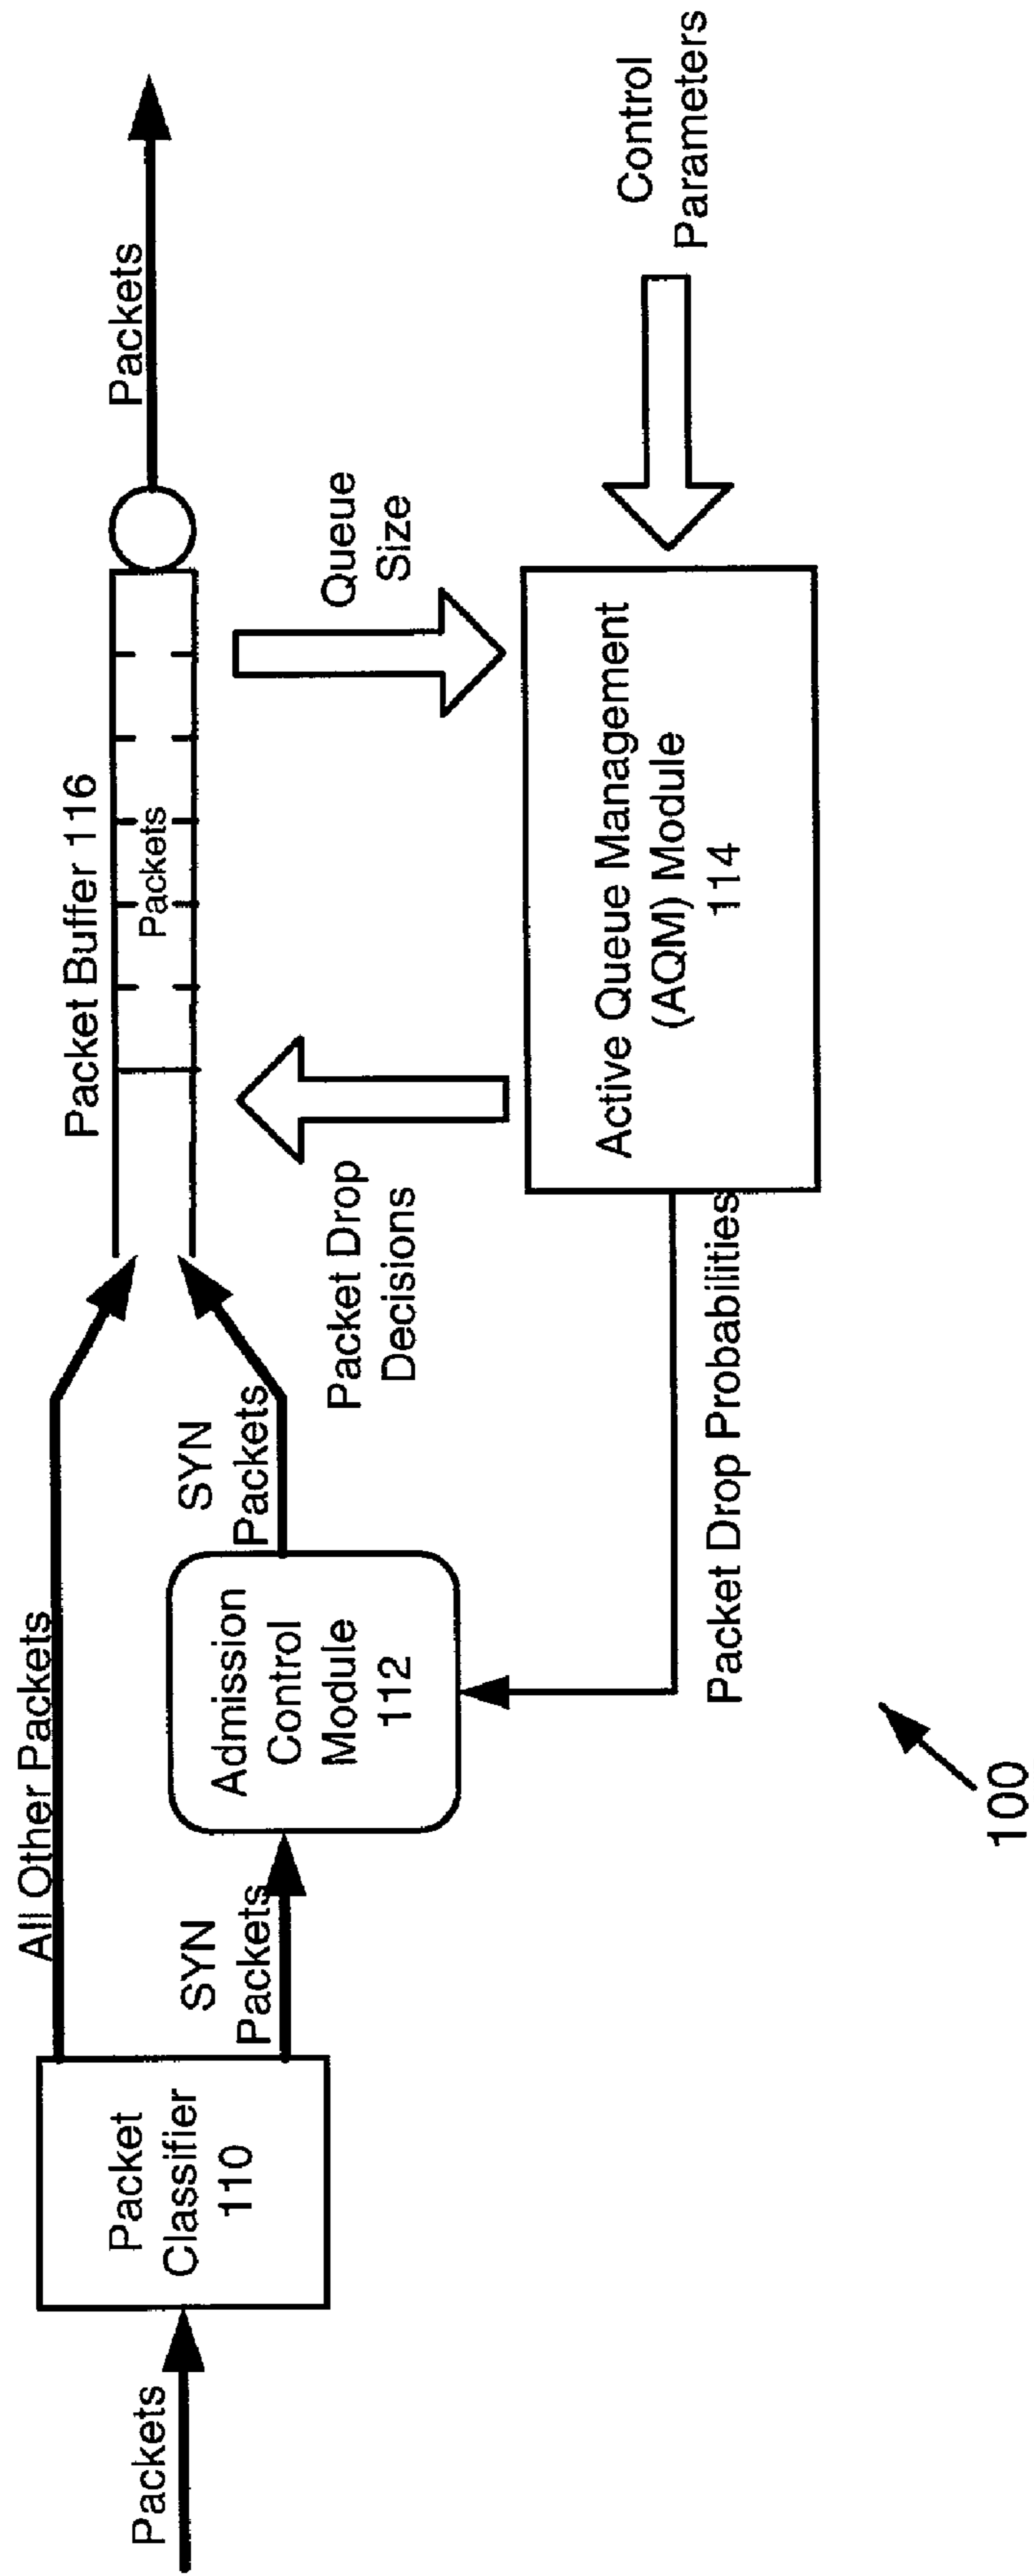 Packets
Packet
Classifier
110
All Other Packets
SYN
Packets
Admission
Control
Module
112
SYN
Packets
Packet Buffer 116
Packets
Packets
Packet Drop
Decisions
Queue
Size
Active Queue Management
(AQM) Module
114
Packet Drop Probabilities
Control
Parameters
100